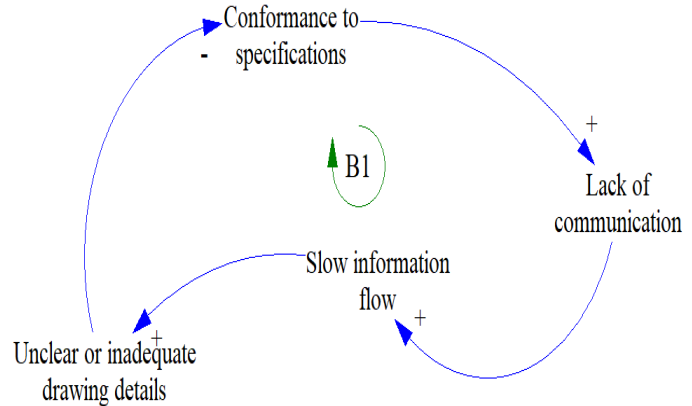 Conformance to
- specifications
+
B1
Lack of
communication
Slow information
flow
+
+
Unclear or inadequate
drawing details